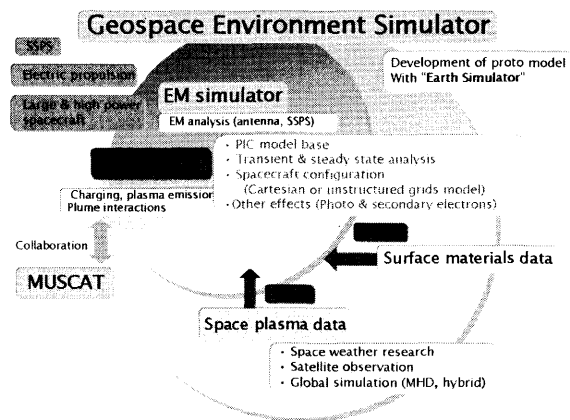 Geospace Environment Simulator
SSPS
Electric propulsion
Large & high power
spacecraft
Development of proto model
With "Earth Simulator"
EM simulator
EM analysis (antenna, SSPS)
• PIC model base
• Transient & steady state analysis
• Spacecraft configuration
(Cartesian or unstructured grids model)
• Other effects (Photo & secondary electrons)
Charging, plasma emission
Plume interactions
Collaboration
MUSCAT
Surface materials data
Space plasma data
• Space weather research
• Satellite observation
• Global simulation (MHD, hybrid)